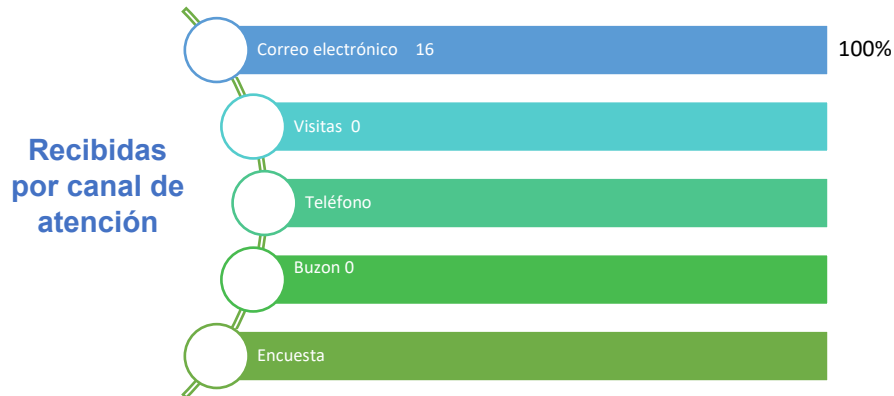 Recibidas
por canal de
atención
Correo electrónico 16
100%
Visitas 0
Teléfono
Buzon 0
Encuesta